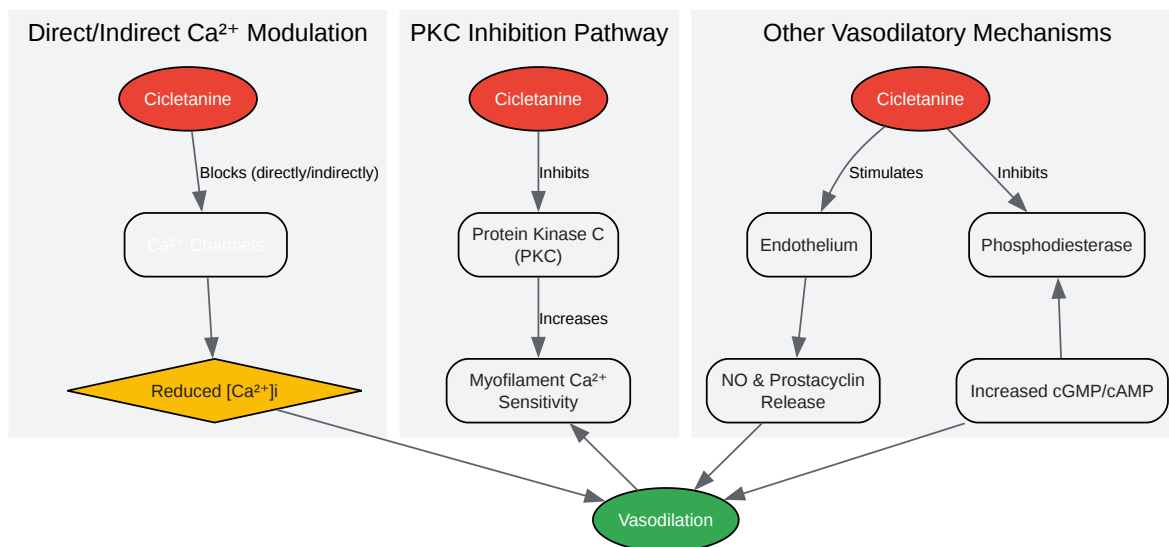 Direct/Indirect Ca²⁺ Modulation
Cicletanine
Blocks (directly/indirectly)
Ca²⁺ Channels
Reduced [Ca²⁺]i
PKC Inhibition Pathway
Cicletanine
Inhibits
Protein Kinase C
(PKC)
Increases
Myofilament Ca²⁺
Sensitivity
Other Vasodilatory Mechanisms
Cicletanine
Stimulates
Inhibits
Endothelium
Phosphodiesterase
NO & Prostacyclin
Release
Increased cGMP/cAMP
Vasodilation